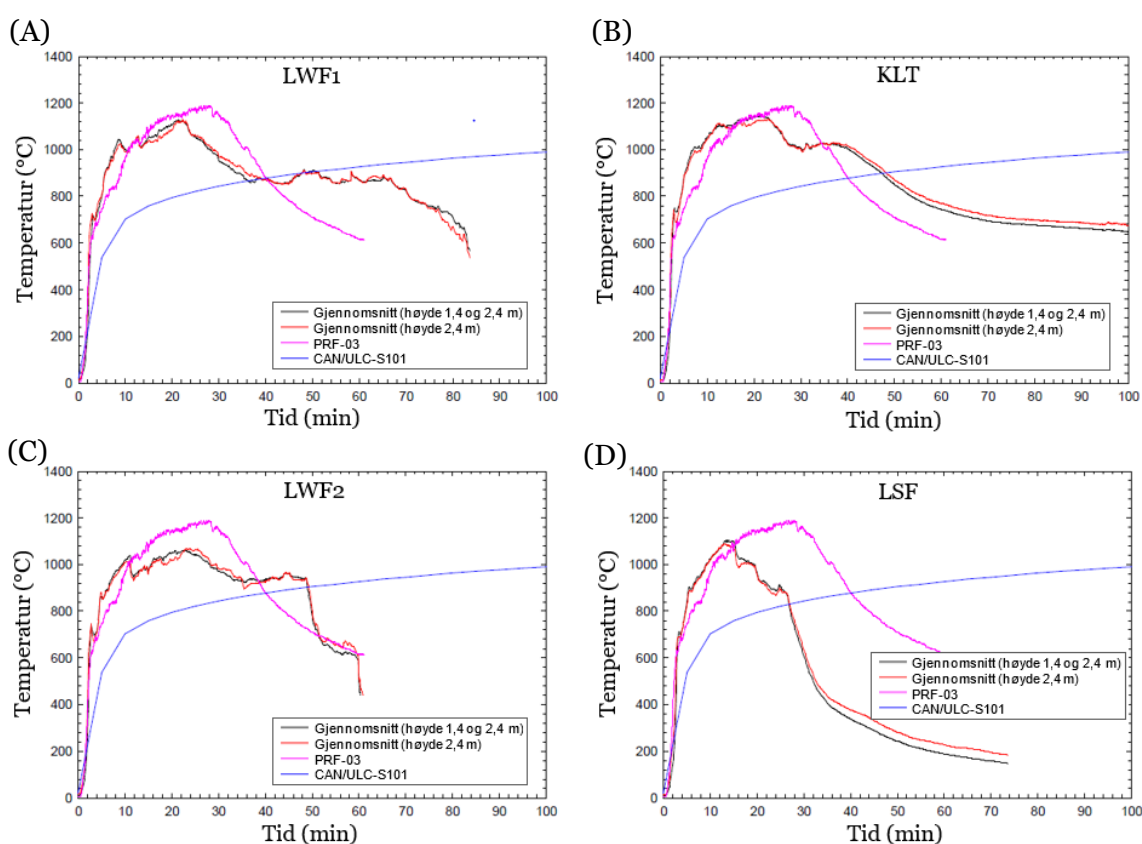 (A)
LWF1
Temperatur (°C)
1400
1200
1000
800
600
400
200
0
Gjennomsnitt (høyde 1,4 og 2,4 m)
Gjennomsnitt (høyde 2,4 m)
PRF-03
CAN/ULC-S101
0 10 20 30 40 50 60 70 80 90 100
Tid (min)
(B)
KLT
Temperatur (°C)
1400
1200
1000
800
600
400
200
0
Gjennomsnitt (høyde 1,4 og 2,4 m)
Gjennomsnitt (høyde 2,4 m)
PRF-03
CAN/ULC-S101
0 10 20 30 40 50 60 70 80 90 100
Tid (min)
(C)
LWF2
Temperatur (°C)
1400
1200
1000
800
600
400
200
0
Gjennomsnitt (høyde 1,4 og 2,4 m)
Gjennomsnitt (høyde 2,4 m)
PRF-03
CAN/ULC-S101
0 10 20 30 40 50 60 70 80 90 100
Tid (min)
(D)
LSF
Temperatur (°C)
1400
1200
1000
800
600
400
200
0
Gjennomsnitt (høyde 1,4 og 2,4 m)
Gjennomsnitt (høyde 2,4 m)
PRF-03
CAN/ULC-S101
0 10 20 30 40 50 60 70 80 90 100
Tid (min)